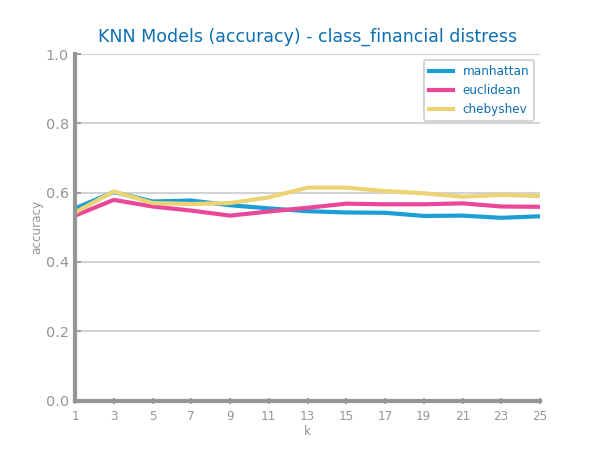 KNN Models (accuracy) - class_financial distress
1.0
0.8
0.6
0.4
0.2
0.0
accuracy
manhattan
euclidean
chebyshev
1 3 5 7 9 11 13 15 17 19 21 23 25
k